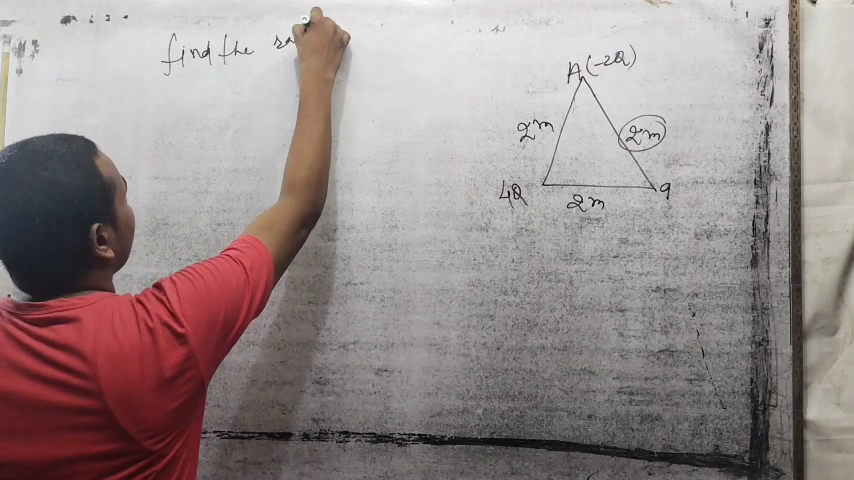 find the
A(-2Q)
2m
2m
4Q
q
2m